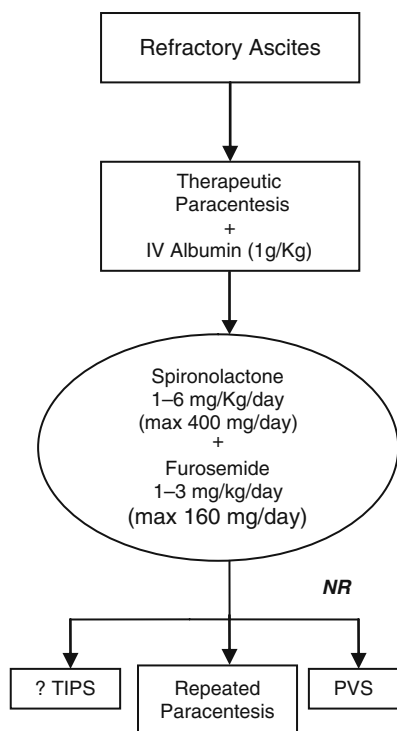 Refractory Ascites
Therapeutic
Paracentesis
+
IV Albumin (1g/Kg)
Spironolactone
1–6 mg/Kg/day
(max 400 mg/day)
+
Furosemide
1–3 mg/kg/day
(max 160 mg/day)
NR
? TIPS
Repeated
Paracentesis
PVS